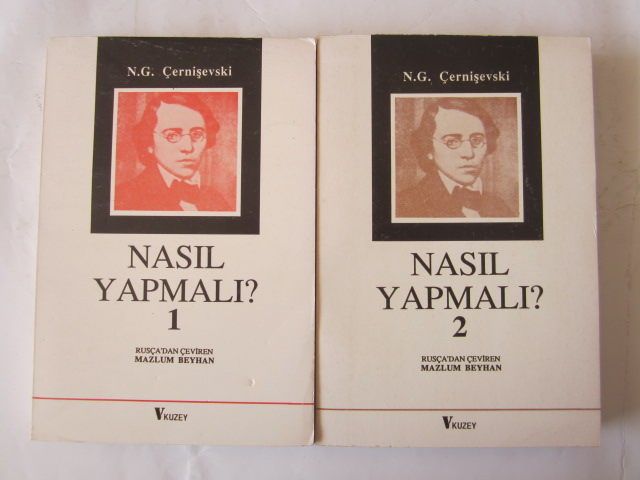 N.G. Çernişevski
NASIL
YAPMALI?
1
RUSÇA'DAN ÇEVİREN
MAZLUM BEYHAN
V KUZEY
N.G. Çernişevski
NASIL
YAPMALI?
2
RUSÇA'DAN ÇEVİREN
MAZLUM BEYHAN
V KUZEY